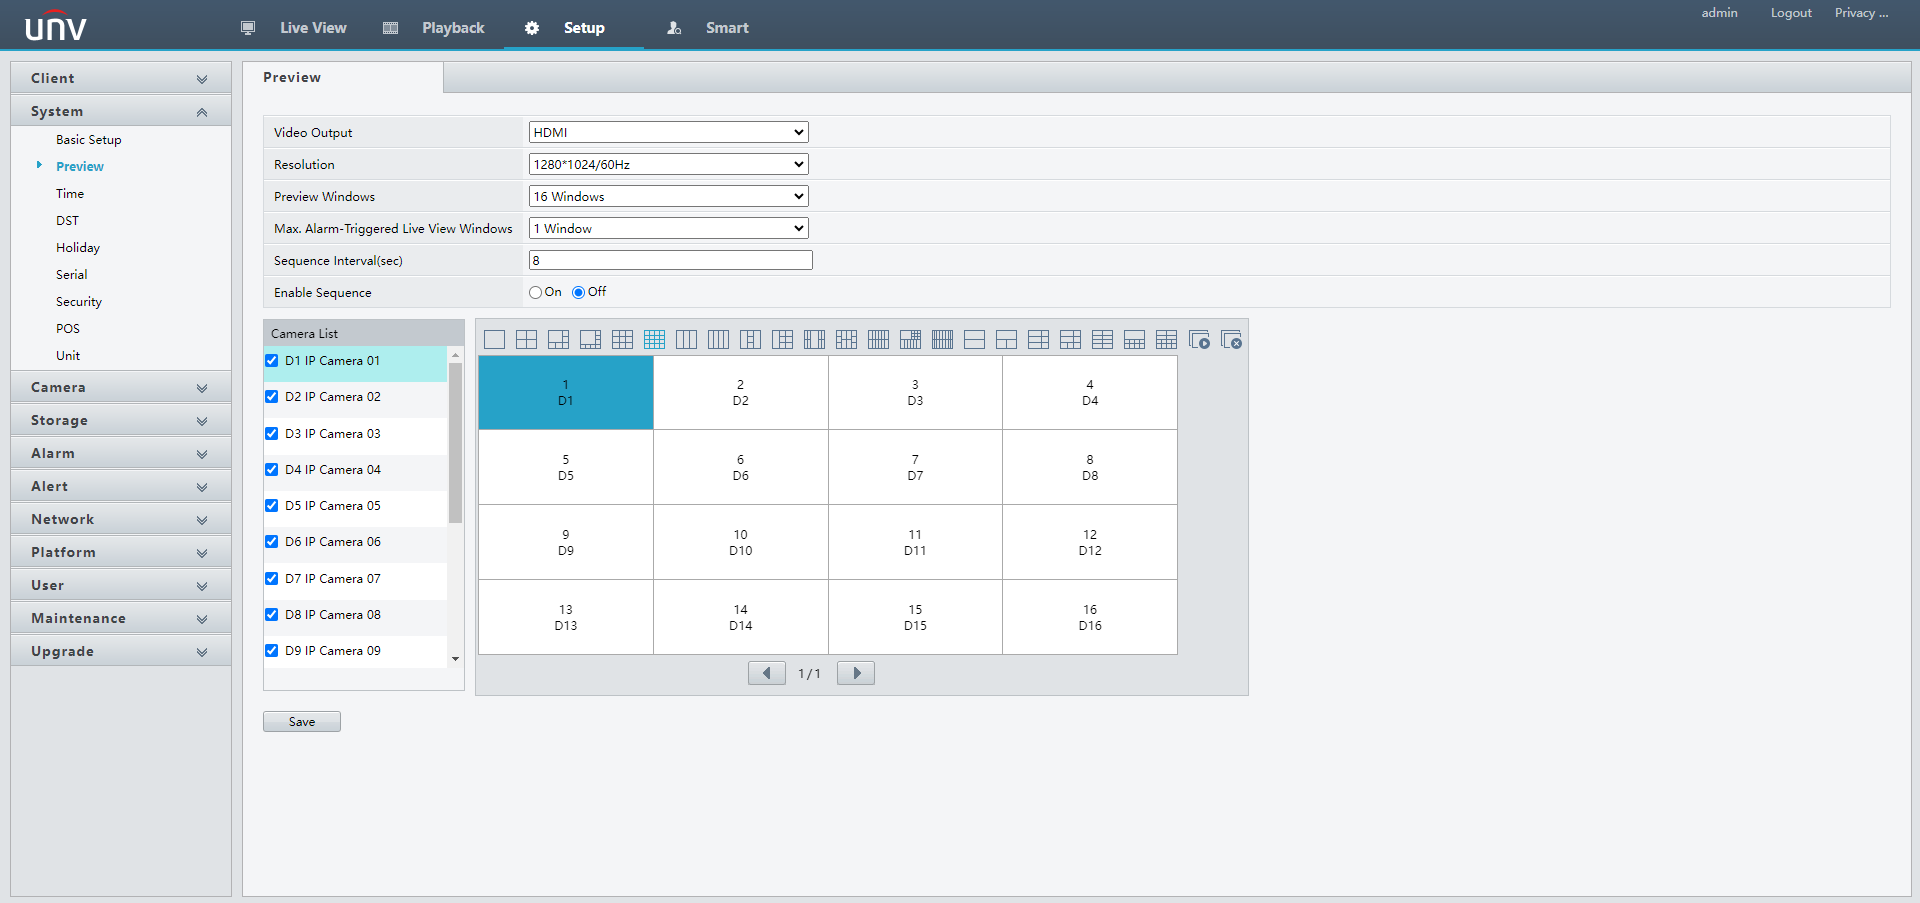 unv
Live View
Playback
Setup
Smart
admin
Logout
Privacy ...
Client
System
Basic Setup
Preview
Time
DST
Holiday
Serial
Security
POS
Unit
Camera
Storage
Alarm
Alert
Network
Platform
User
Maintenance
Upgrade
Preview
Video Output
HDMI
Resolution
1280*1024/60Hz
Preview Windows
16 Windows
Max. Alarm-Triggered Live View Windows
1 Window
Sequence Interval(sec)
8
Enable Sequence
On Off
Camera List
D1 IP Camera 01
D2 IP Camera 02
D3 IP Camera 03
D4 IP Camera 04
D5 IP Camera 05
D6 IP Camera 06
D7 IP Camera 07
D8 IP Camera 08
D9 IP Camera 09
1
D1
2
D2
3
D3
4
D4
5
D5
6
D6
7
D7
8
D8
9
D9
10
D10
11
D11
12
D12
13
D13
14
D14
15
D15
16
D16
1/1
Save